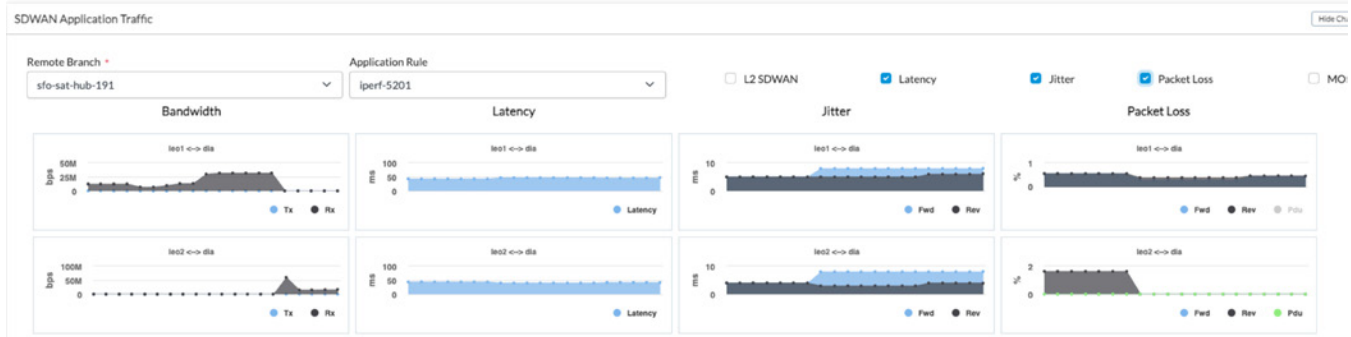 SDWAN Application Traffic
Hide Cha
Remote Branch *
Application Rule
sfo-sat-hub-191
iperf-5201
L2 SDWAN
Latency
Jitter
Packet Loss
MO
Bandwidth
Latency
Jitter
Packet Loss
leo1 <--> dia
50M
25M
0
bps
Tx
Rx
leo1 <--> dia
100
50
0
ms
Latency
leo1 <--> dia
10
0
ms
Fwd
Rev
leo1 <--> dia
1
0
%
Fwd
Rev
Pdu
leo2 <--> dia
100M
50M
0
bps
Tx
Rx
leo2 <--> dia
100
50
0
ms
Latency
leo2 <--> dia
10
0
ms
Fwd
Rev
leo2 <--> dia
2
0
%
Fwd
Rev
Pdu